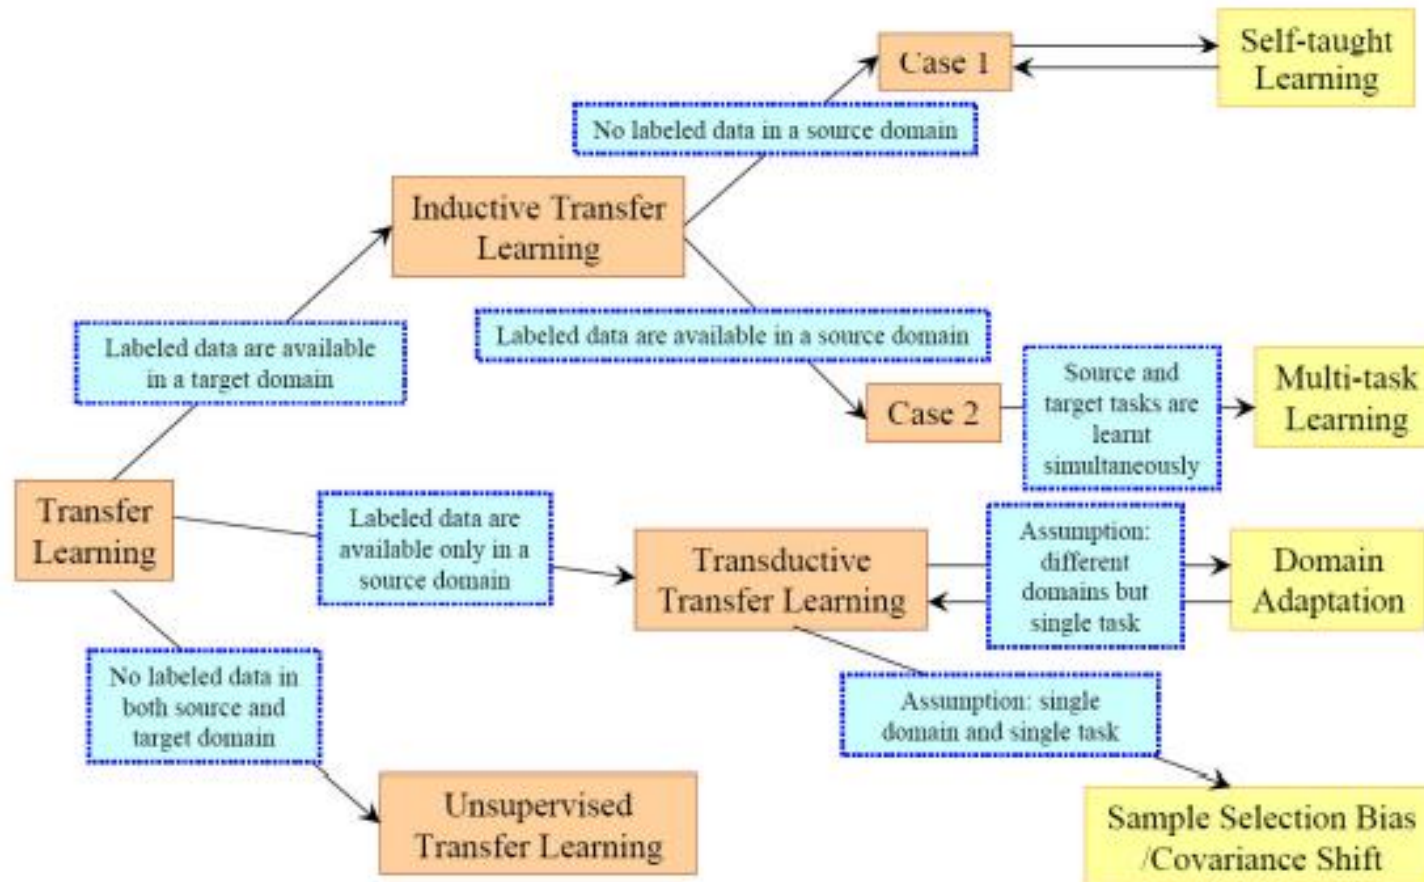 Case 1
Self-taught
Learning
No labeled data in a source domain
Inductive Transfer
Learning
Labeled data are available
in a target domain
Labeled data are available in a source domain
Case 2
Source and
target tasks are
learnt
simultaneously
Multi-task
Learning
Transfer
Learning
Labeled data are
available only in a
source domain
Transductive
Transfer Learning
Assumption:
different
domains but
single task
Domain
Adaptation
No labeled data in
both source and
target domain
Assumption: single
domain and single task
Unsupervised
Transfer Learning
Sample Selection Bias
/Covariance Shift